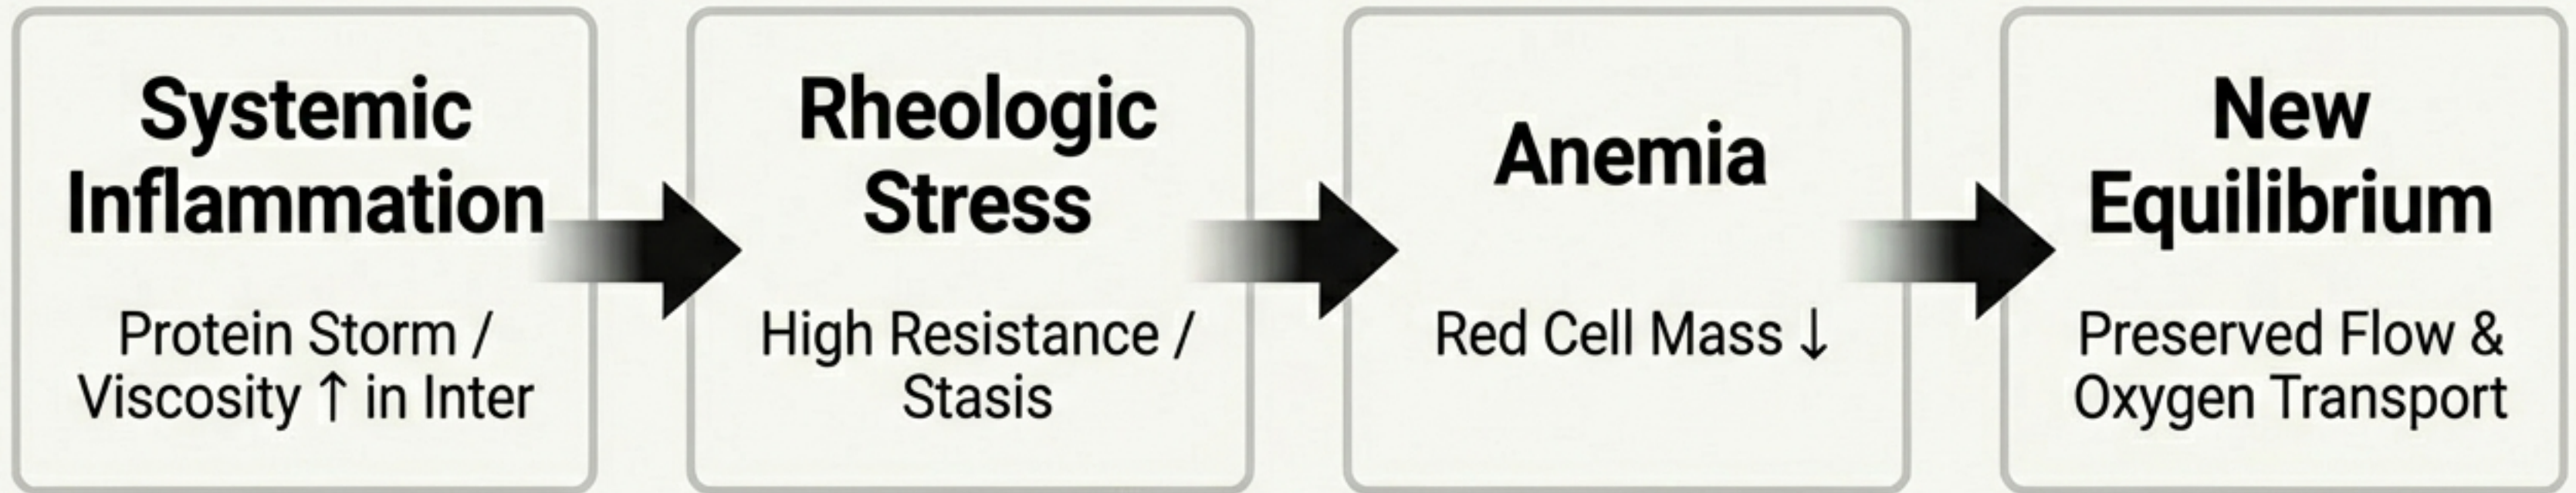 Systemic
Inflammation
Protein Storm /
Viscosity ↑ in Inter
Rheologic
Stress
High Resistance /
Stasis
Anemia
Red Cell Mass ↓
New
Equilibrium
Preserved Flow &
Oxygen Transport